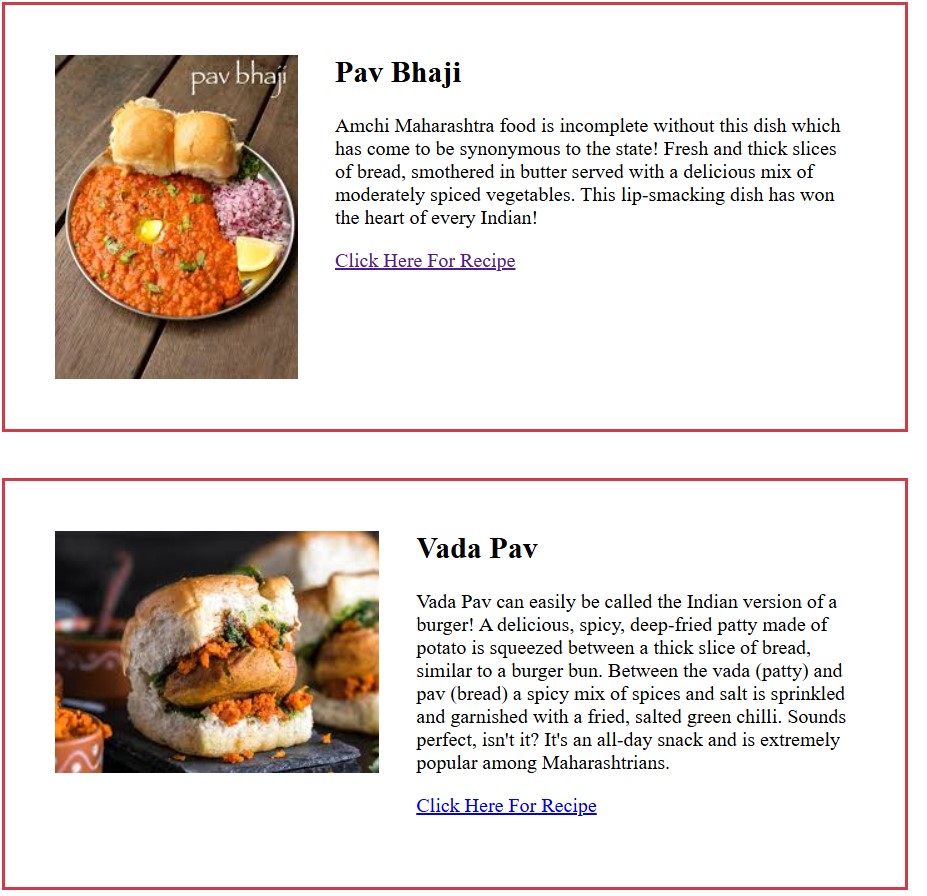 pav bhaji
Pav Bhaji
Amchi Maharashtra food is incomplete without this dish which
has come to be synonymous to the state! Fresh and thick slices
of bread, smothered in butter served with a delicious mix of
moderately spiced vegetables. This lip-smacking dish has won
the heart of every Indian!
Click Here For Recipe
Vada Pav
Vada Pav can easily be called the Indian version of a
burger! A delicious, spicy, deep-fried patty made of
potato is squeezed between a thick slice of bread,
similar to a burger bun. Between the vada (patty) and
pav (bread) a spicy mix of spices and salt is sprinkled
and garnished with a fried, salted green chilli. Sounds
perfect, isn't it? It's an all-day snack and is extremely
popular among Maharashtrians.
Click Here For Recipe